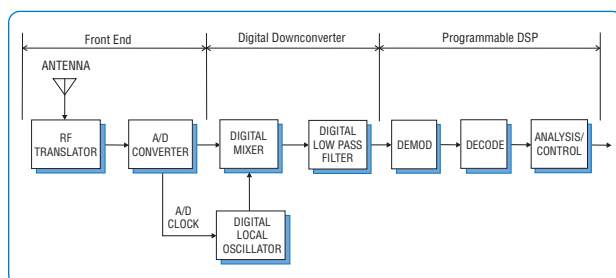 Front End
Digital Downconverter
Programmable DSP
ANTENNA
RF
TRANSLATOR
A/D
CONVERTER
DIGITAL
MIXER
DIGITAL
LOW PASS
FILTER
DEMOD
DECODE
ANALYSIS/
CONTROL
A/D
CLOCK
DIGITAL
LOCAL
OSCILLATOR